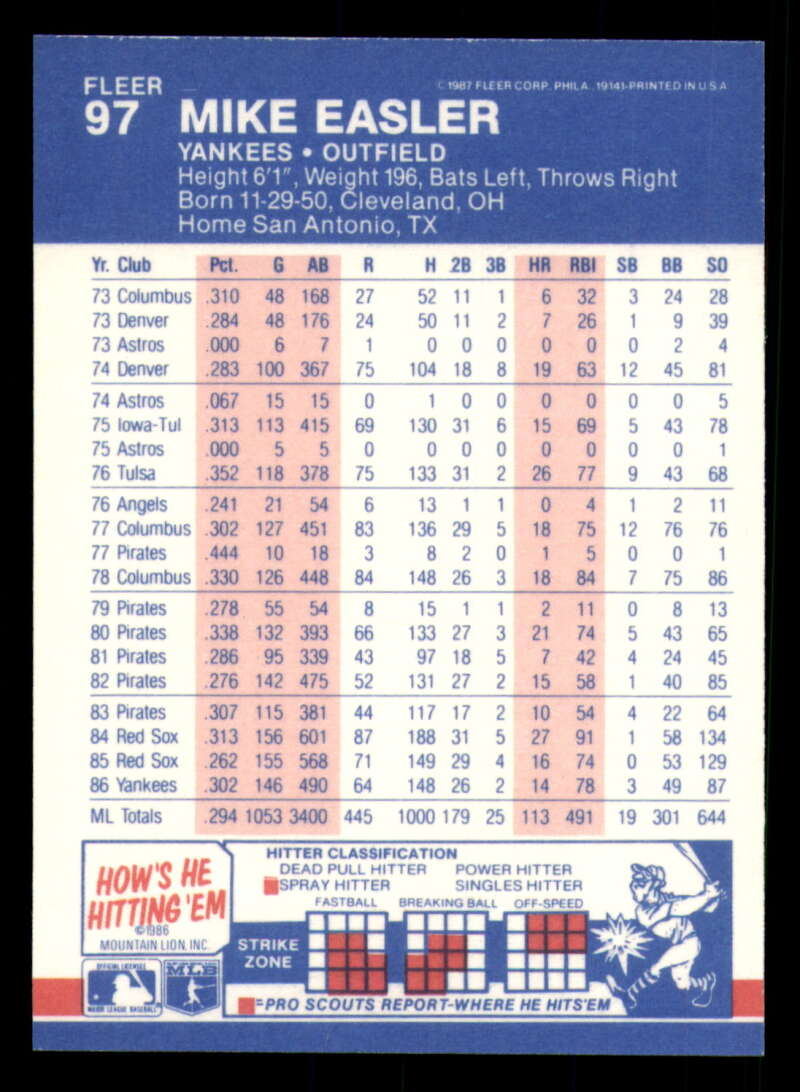 FLEER
© 1987 FLEER CORP. PHILA. 19141-PRINTED IN U S A
97 MIKE EASLER
YANKEES • OUTFIELD
Height 6'1", Weight 196, Bats Left, Throws Right
Born 11-29-50, Cleveland, OH
Home San Antonio, TX
Yr. Club Pct. G AB R H 2B 3B HR RBI SB BB SO
73 Columbus .310 48 168 27 52 11 1 6 32 3 24 28
73 Denver .284 48 176 24 50 11 2 7 26 1 9 39
73 Astros .000 6 7 1 0 0 0 0 0 0 2 4
74 Denver .283 100 367 75 104 18 8 19 63 12 45 81
74 Astros .067 15 15 0 1 0 0 0 0 0 0 5
75 Iowa-Tul .313 113 415 69 130 31 6 15 69 5 43 78
75 Astros .000 5 5 0 0 0 0 0 0 0 0 1
76 Tulsa .352 118 378 75 133 31 2 26 77 9 43 68
76 Angels .241 21 54 6 13 1 1 0 4 1 2 11
77 Columbus .302 127 451 83 136 29 5 18 75 12 76 76
77 Pirates .444 10 18 3 8 2 0 1 5 0 0 1
78 Columbus .330 126 448 84 148 26 3 18 84 7 75 86
79 Pirates .278 55 54 8 15 1 1 2 11 0 8 13
80 Pirates .338 132 393 66 133 27 3 21 74 5 43 65
81 Pirates .286 95 339 43 97 18 5 7 42 4 24 45
82 Pirates .276 142 475 52 131 27 2 15 58 1 40 85
83 Pirates .307 115 381 44 117 17 2 10 54 4 22 64
84 Red Sox .313 156 601 87 188 31 5 27 91 1 58 134
85 Red Sox .262 155 568 71 149 29 4 16 74 0 53 129
86 Yankees .302 146 490 64 148 26 2 14 78 3 49 87
ML Totals .294 1053 3400 445 1000 179 25 113 491 19 301 644
HOW'S HE
HITTING 'EM
©1986
MOUNTAIN LION, INC.
HITTER CLASSIFICATION
DEAD PULL HITTER POWER HITTER
SPRAY HITTER SINGLES HITTER
FASTBALL BREAKING BALL OFF-SPEED
STRIKE
ZONE
=PRO SCOUTS REPORT-WHERE HE HITS'EM
OFFICIAL LICENSEE
MAJOR LEAGUE BASEBALL
MLB